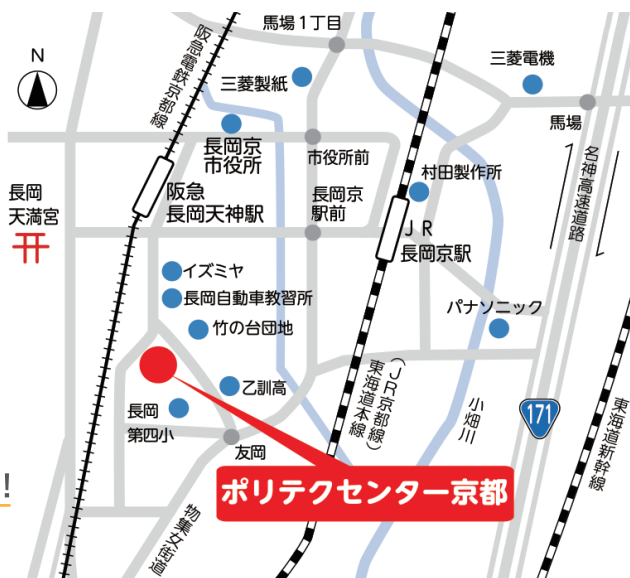 馬場1丁目
N
阪急電鉄京都線
三菱製紙
三菱電機
馬場
長岡京
市役所
市役所前
村田製作所
名神高速道路
長岡
天満宮
阪急
長岡天神駅
長岡京
駅前
JR
長岡京駅
イズミヤ
長岡自動車教習所
竹の台団地
パナソニック
乙訓高
(JR京都線)
東海道本線
小畑川
171
東海道新幹線
長岡
第四小
友岡
!
ポリテクセンター京都
物集女街道